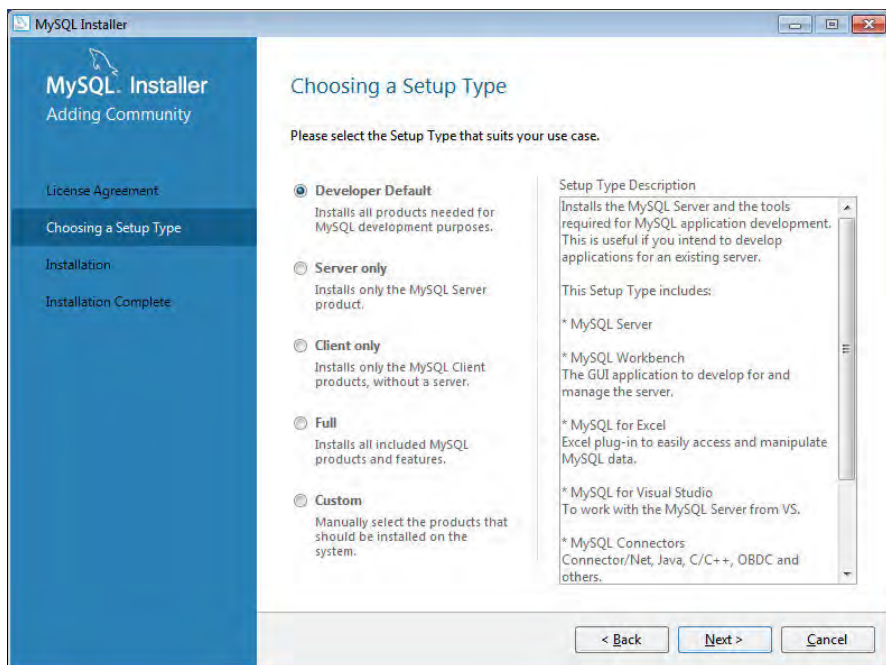 MySQL Installer
MySQL. Installer
Adding Community
License Agreement
Choosing a Setup Type
Installation
Installation Complete
Choosing a Setup Type
Please select the Setup Type that suits your use case.
Developer Default
Installs all products needed for
MySQL development purposes.
Server only
Installs only the MySQL Server
product.
Client only
Installs only the MySQL Client
products, without a server.
Full
Installs all included MySQL
products and features.
Custom
Manually select the products that
should be installed on the
system.
Setup Type Description
Installs the MySQL Server and the tools
required for MySQL application development.
This is useful if you intend to develop
applications for an existing server.
This Setup Type includes:
* MySQL Server
* MySQL Workbench
The GUI application to develop for and
manage the server.
* MySQL for Excel
Excel plug-in to easily access and manipulate
MySQL data.
* MySQL for Visual Studio
To work with the MySQL Server from VS.
* MySQL Connectors
Connector/Net, Java, C/C++, OBDC and
others.
< Back
Next >
Cancel